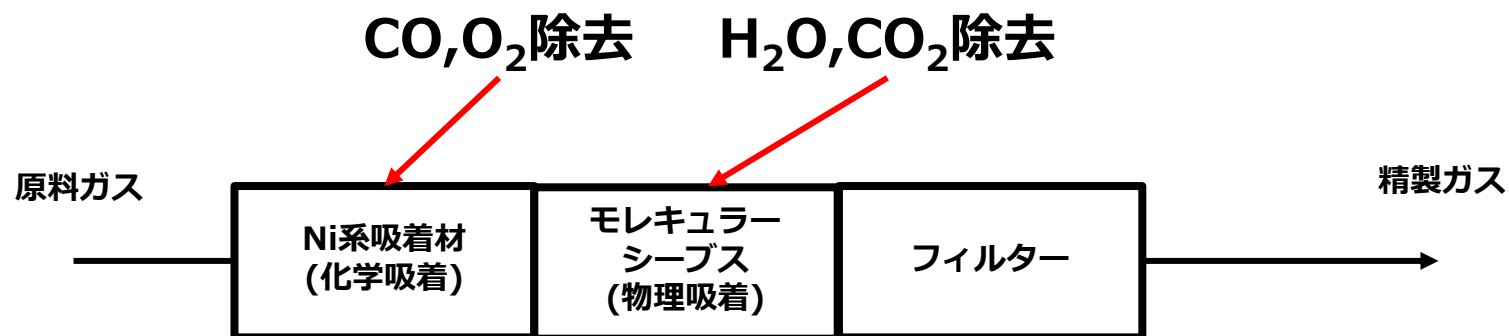 CO,O₂除去
H₂O,CO₂除去
原料ガス
Ni系吸着材
(化学吸着)
モレキュラー
シーブス
(物理吸着)
フィルター
精製ガス